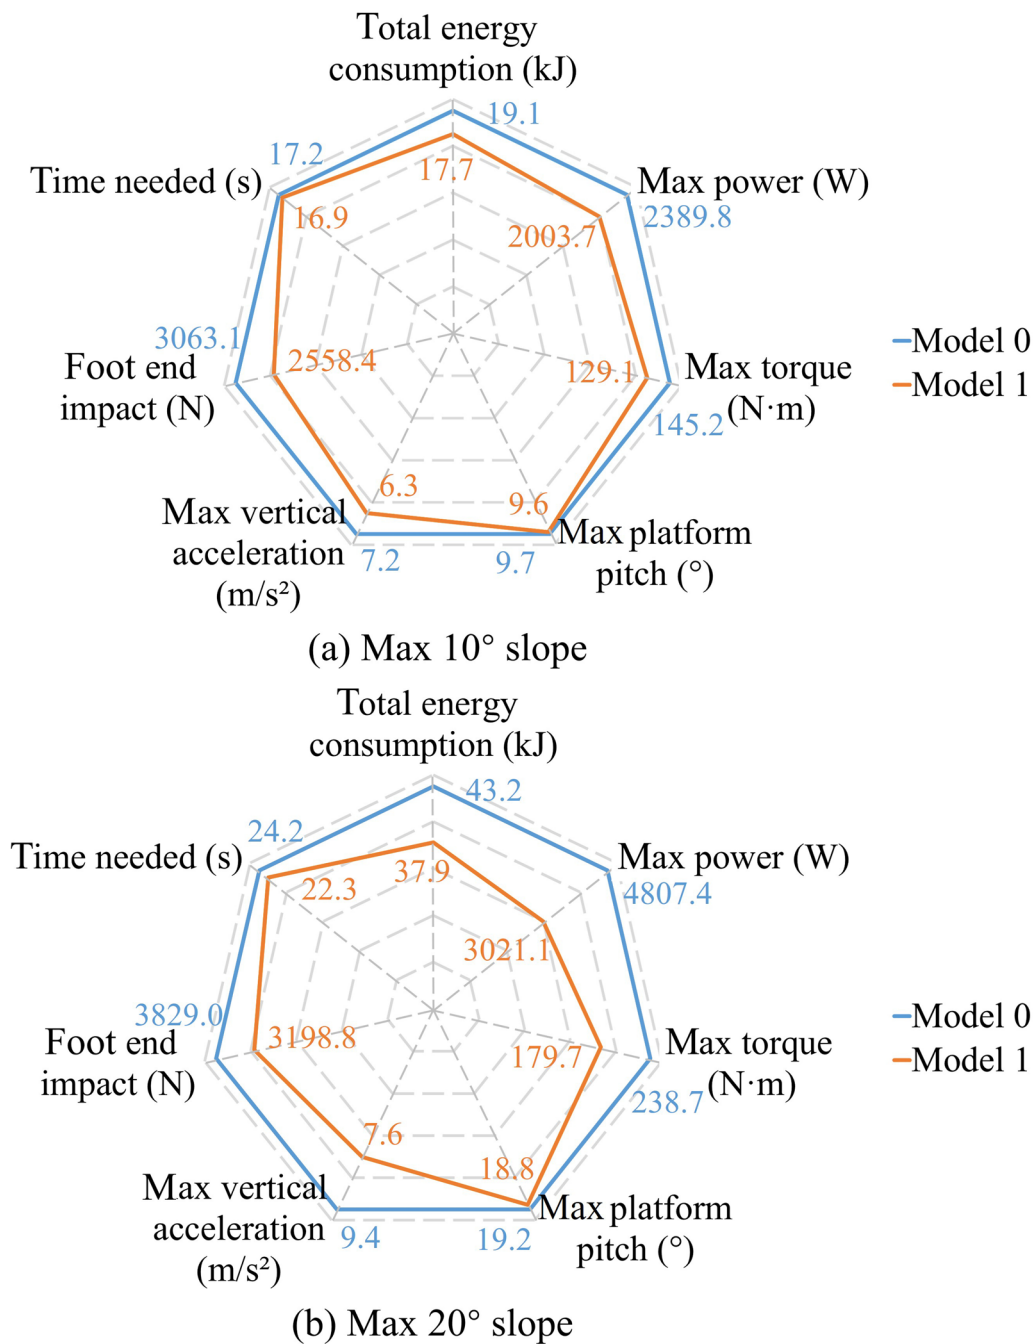 Total energy
consumption (kJ)
19.1
17.2
Time needed (s)
17.7
Max power (W)
16.9
2003.7
2389.8
3063.1
Foot end
impact (N)
2558.4
129.1
Max torque
(N·m)
145.2
Model 0
Model 1
6.3
9.6
Max vertical
acceleration
(m/s²)
7.2
9.7
Max platform
pitch (°)
(a) Max 10° slope
Total energy
consumption (kJ)
43.2
24.2
Time needed (s)
37.9
Max power (W)
22.3
4807.4
3021.1
3829.0
Foot end
impact (N)
3198.8
179.7
Max torque
(N·m)
238.7
Model 0
Model 1
7.6
18.8
Max vertical
acceleration
(m/s²)
9.4
19.2
Max platform
pitch (°)
(b) Max 20° slope